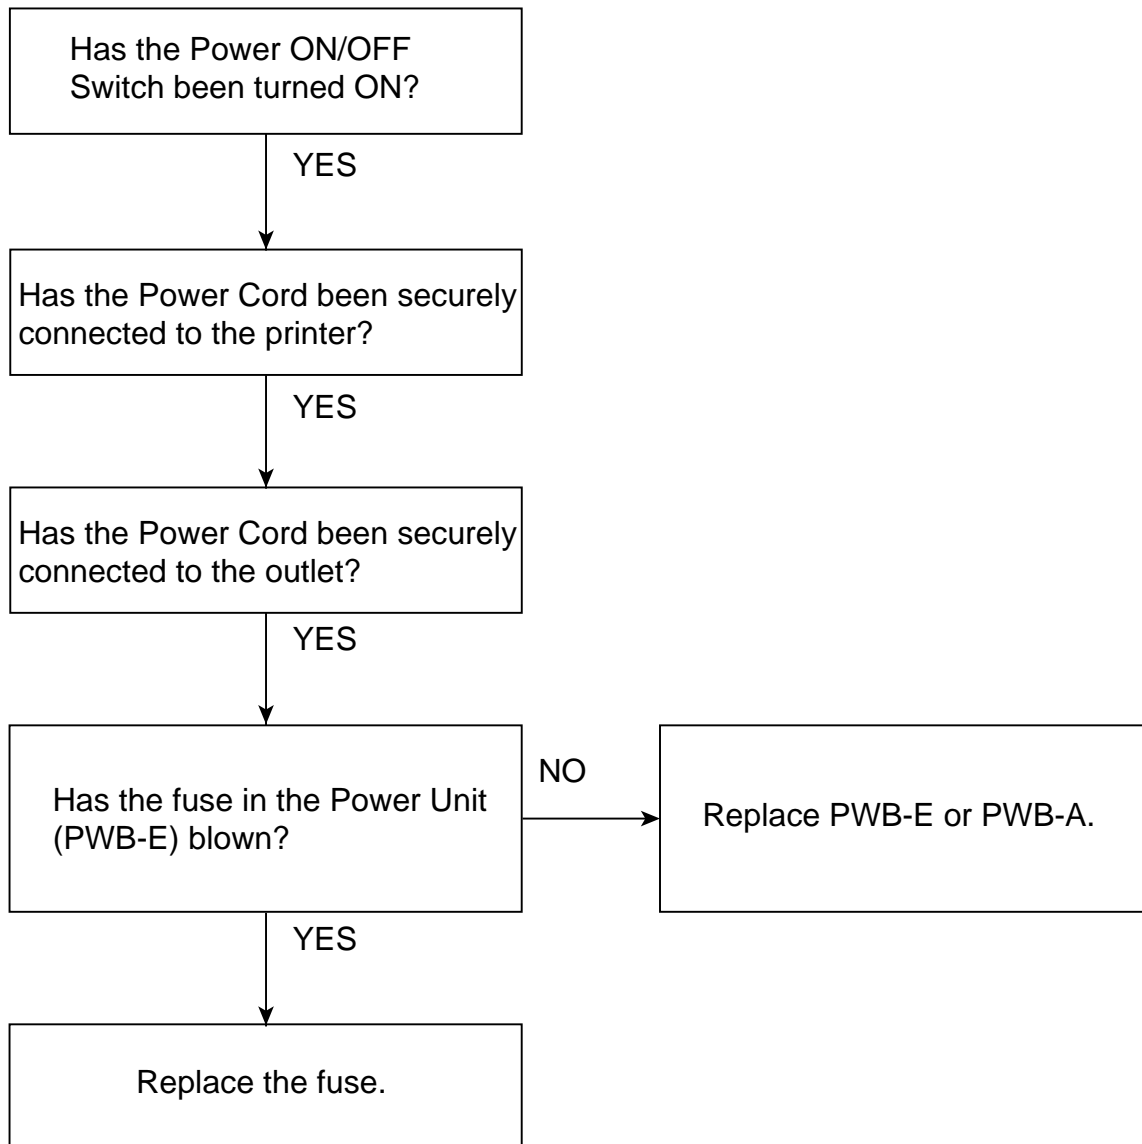 Has the Power ON/OFF
Switch been turned ON?
YES
Has the Power Cord been securely
connected to the printer?
YES
Has the Power Cord been securely
connected to the outlet?
YES
Has the fuse in the Power Unit
(PWB-E) blown?
NO
Replace PWB-E or PWB-A.
YES
Replace the fuse.